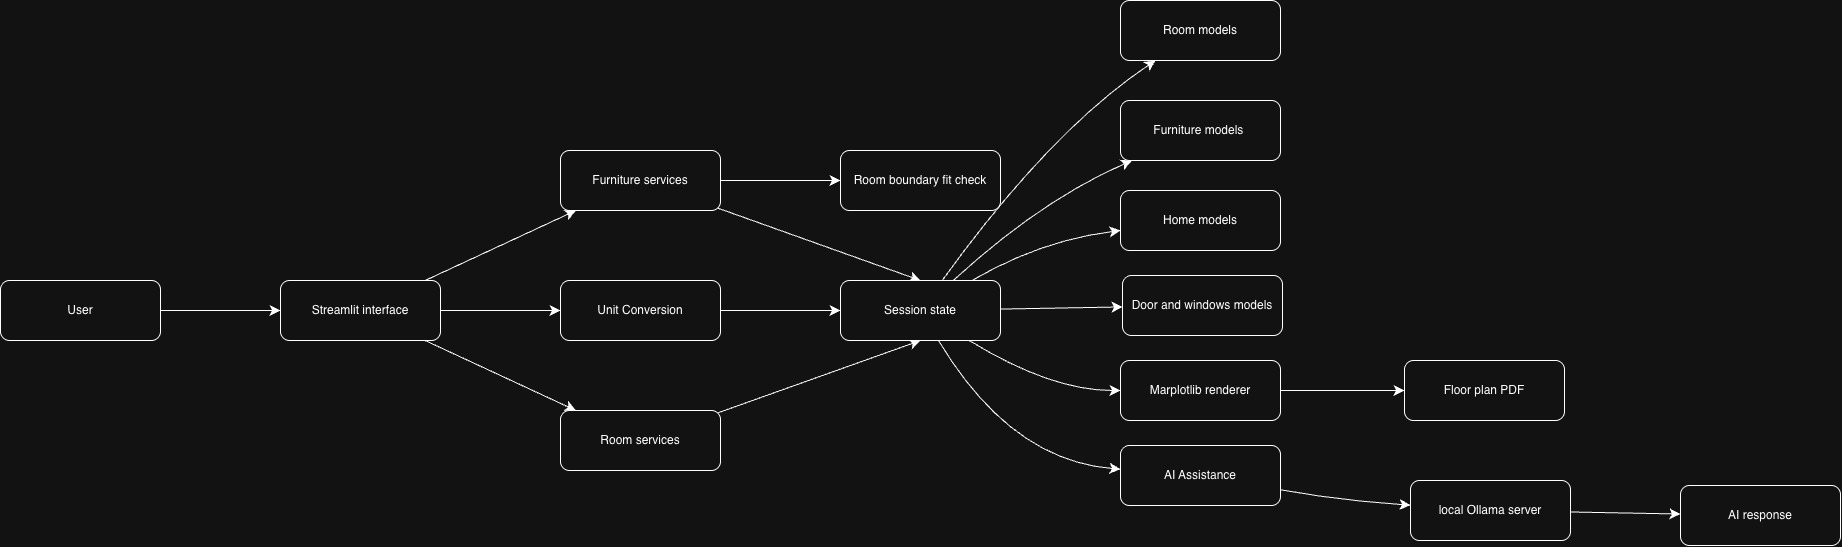 Room models
Furniture models
Furniture services
Room boundary fit check
Home models
User
Streamlit interface
Unit Conversion
Session state
Door and windows models
Marplotlib renderer
Floor plan PDF
Room services
AI Assistance
local Ollama server
AI response